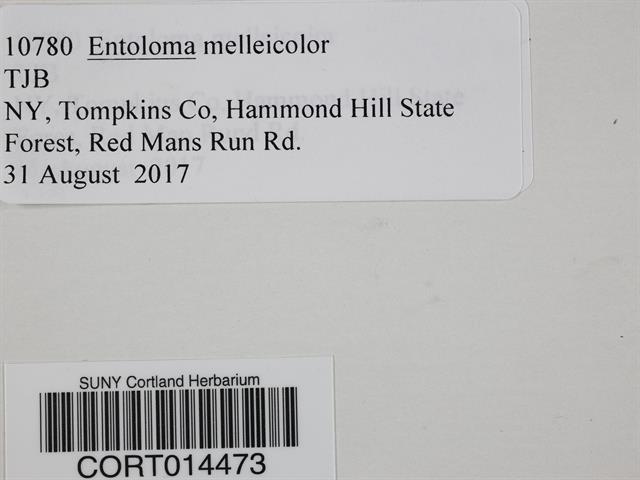 10780 Entoloma melleicolor
TJB
NY, Tompkins Co, Hammond Hill State
Forest, Red Mans Run Rd.
31 August 2017
SUNY Cortland Herbarium
CORT014473